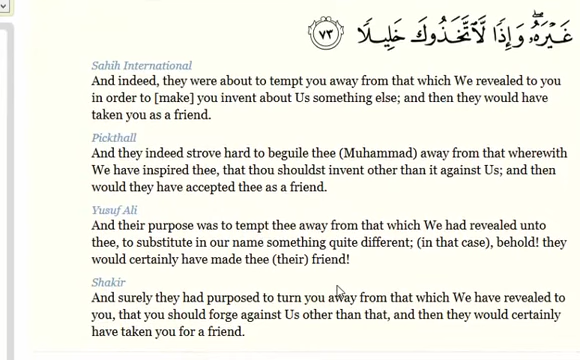 غَيْرَهُۥ ۖ وَإِذًا لَّٱتَّخَذُوكَ خَلِيلًا ٧٣
Sahih International
And indeed, they were about to tempt you away from that which We revealed to you
in order to [make] you invent about Us something else; and then they would have
taken you as a friend.
Pickthall
And they indeed strove hard to beguile thee (Muhammad) away from that wherewith
We have inspired thee, that thou shouldst invent other than it against Us; and then
would they have accepted thee as a friend.
Yusuf Ali
And their purpose was to tempt thee away from that which We had revealed unto
thee, to substitute in our name something quite different; (in that case), behold! they
would certainly have made thee (their) friend!
Shakir
And surely they had purposed to turn you away from that which We have revealed to
you, that you should forge against Us other than that, and then they would certainly
have taken you for a friend.